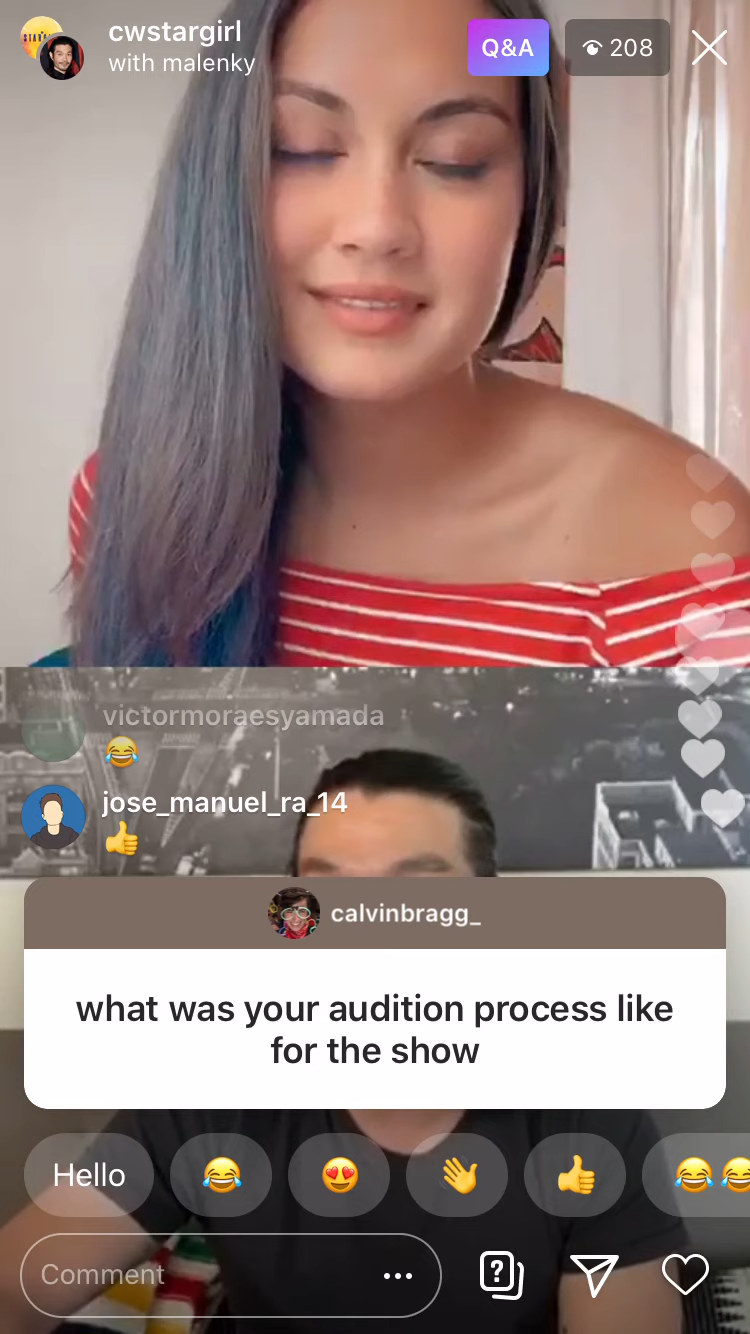 cwstargirl
with malenky
Q&A
208
victormoraesyamada
😂
jose_manuel_ra_14
👍
calvinbragg_
what was your audition process like
for the show
Hello 😂 😍 👋 👍 😂😂
Comment